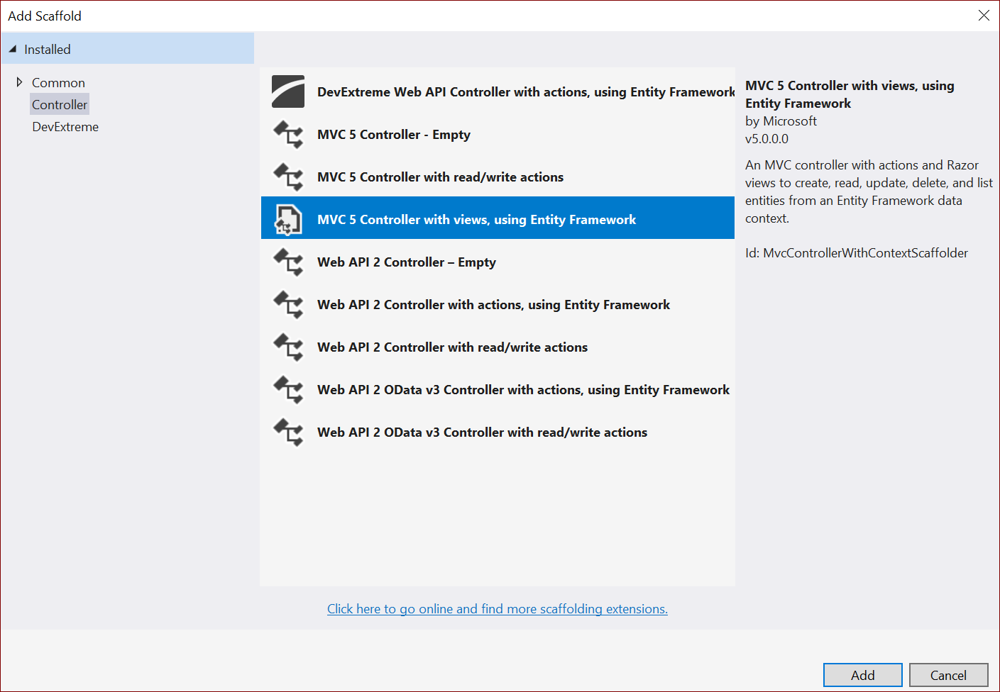 Add Scaffold
Installed
Common
Controller
DevExtreme
DevExtreme Web API Controller with actions, using Entity Framework
MVC 5 Controller - Empty
MVC 5 Controller with read/write actions
MVC 5 Controller with views, using Entity Framework
Web API 2 Controller – Empty
Web API 2 Controller with actions, using Entity Framework
Web API 2 Controller with read/write actions
Web API 2 OData v3 Controller with actions, using Entity Framework
Web API 2 OData v3 Controller with read/write actions
Click here to go online and find more scaffolding extensions.
MVC 5 Controller with views, using
Entity Framework
by Microsoft
v5.0.0.0
An MVC controller with actions and Razor
views to create, read, update, delete, and list
entities from an Entity Framework data
context.
Id: MvcControllerWithContextScaffolder
Add
Cancel